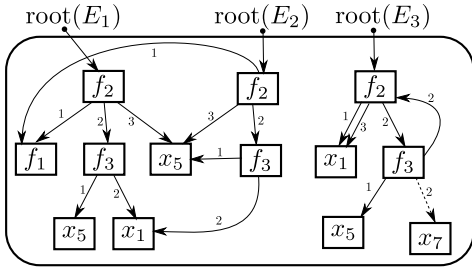 root(E₁) root(E₂) root(E₃)
1
f₂ f₂ f₂
1 2 3 3 2 1 3 2 2
f₁ f₃ x₅ 1 f₃ x₁ f₃
1 2 1 2
x₅ x₁ 2 x₅ x₇